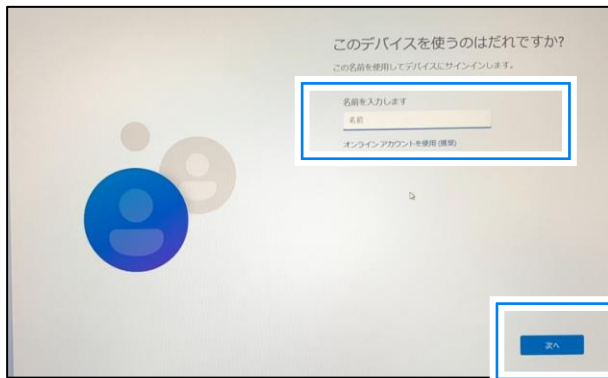 このデバイスを使うのはだれですか?
この名前を使用してデバイスにサインインします。
名前を入力します
名前
オンライン アカウントを使用 (推奨)
次へ